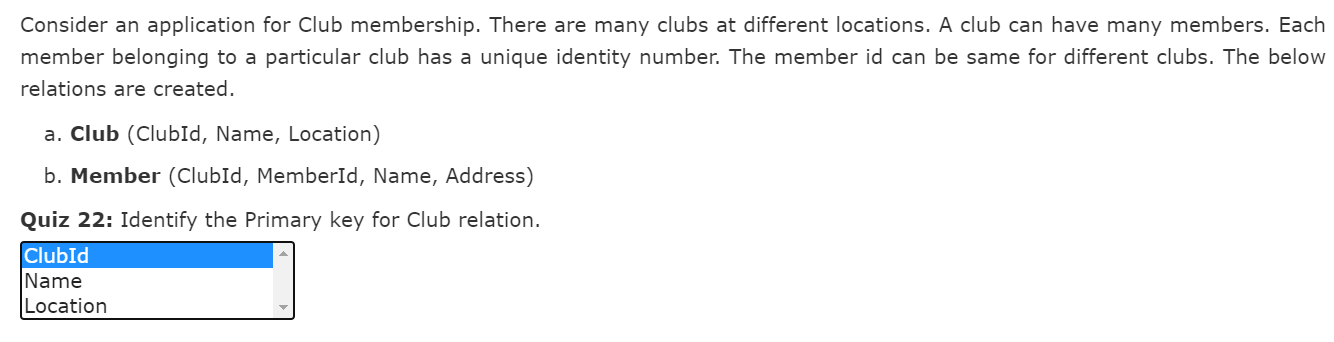 Consider an application for Club membership. There are many clubs at different locations. A club can have many members. Each
member belonging to a particular club has a unique identity number. The member id can be same for different clubs. The below
relations are created.
a. Club (ClubId, Name, Location)
b. Member (ClubId, MemberId, Name, Address)
Quiz 22: Identify the Primary key for Club relation.
ClubId
Name
Location